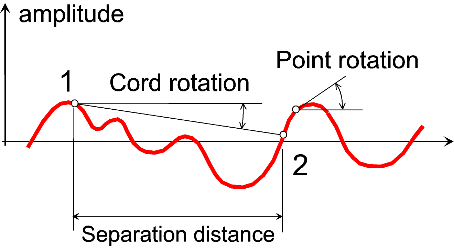 amplitude
Point rotation
1
Cord rotation
2
Separation distance